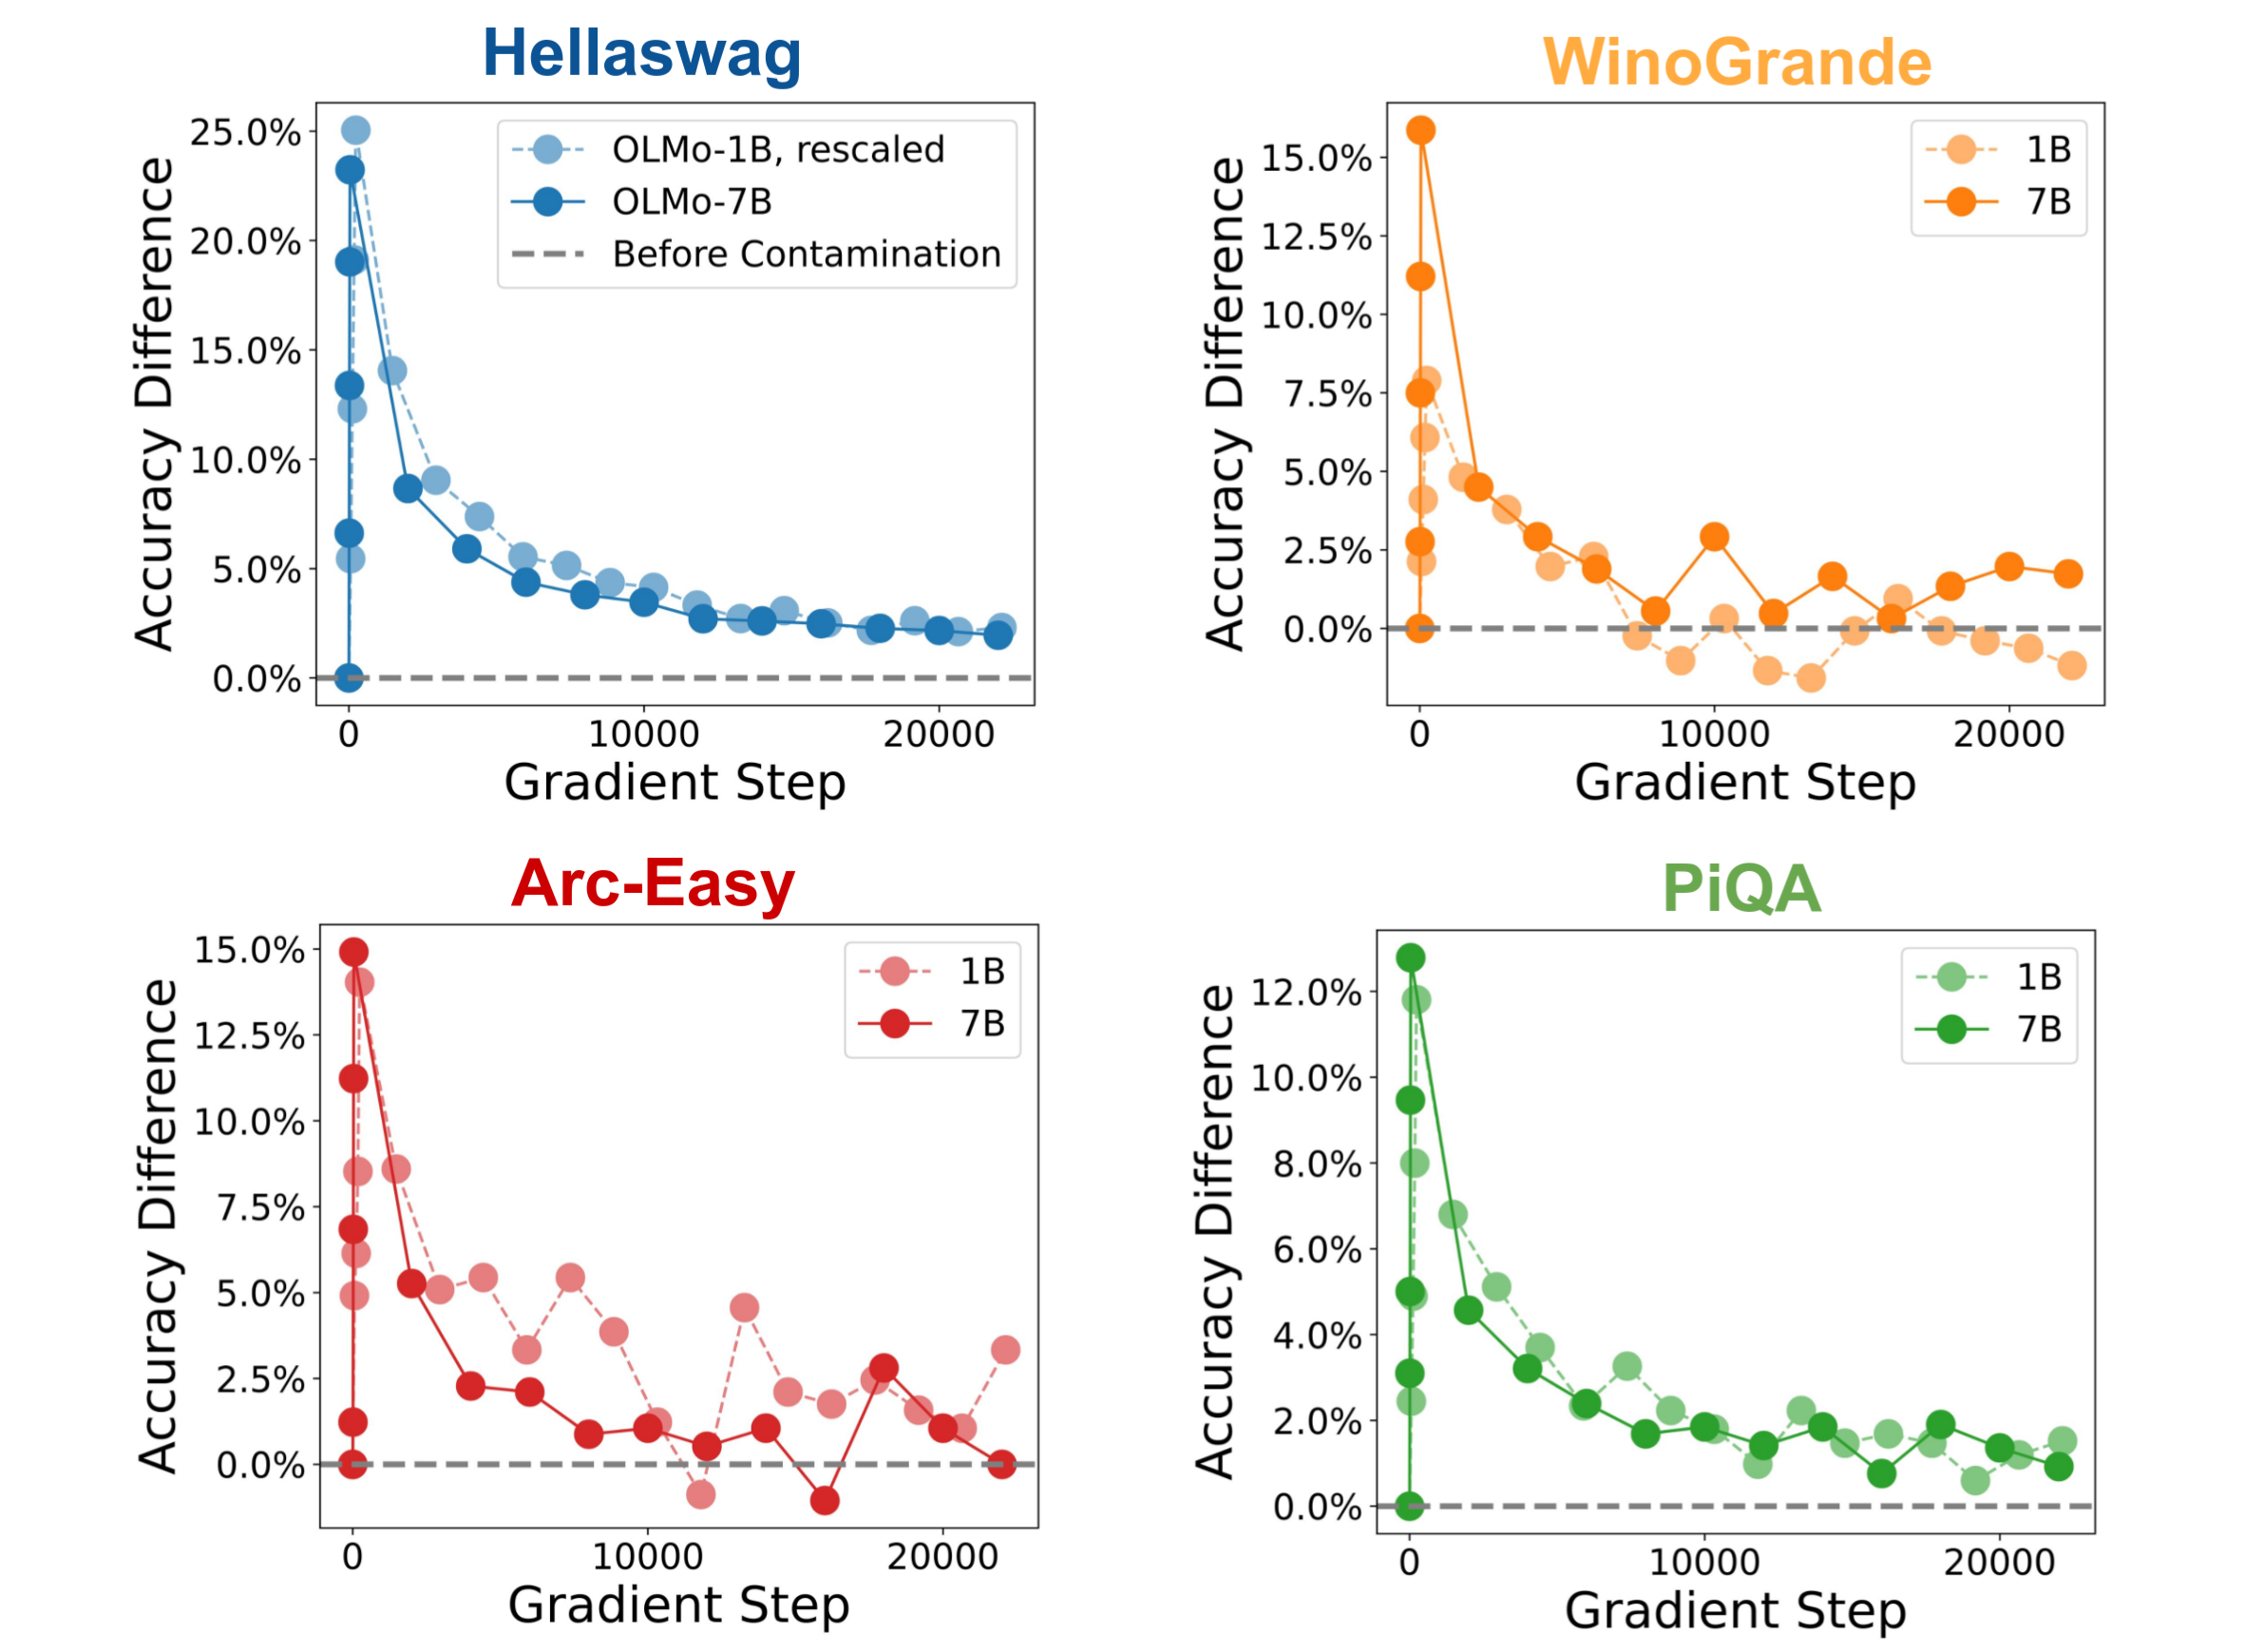 Hellaswag
25.0%
20.0%
15.0%
10.0%
5.0%
0.0%
Accuracy Difference
OLMo-1B, rescaled
OLMo-7B
Before Contamination
0 10000 20000
Gradient Step
WinoGrande
15.0%
12.5%
10.0%
7.5%
5.0%
2.5%
0.0%
Accuracy Difference
1B
7B
0 10000 20000
Gradient Step
Arc-Easy
15.0%
12.5%
10.0%
7.5%
5.0%
2.5%
0.0%
Accuracy Difference
1B
7B
0 10000 20000
Gradient Step
PiQA
12.0%
10.0%
8.0%
6.0%
4.0%
2.0%
0.0%
Accuracy Difference
1B
7B
0 10000 20000
Gradient Step